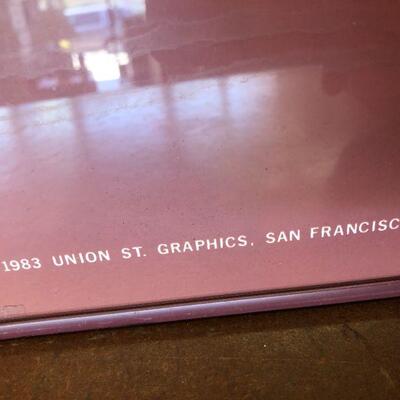 1983 UNION ST. GRAPHICS, SAN FRANCISC